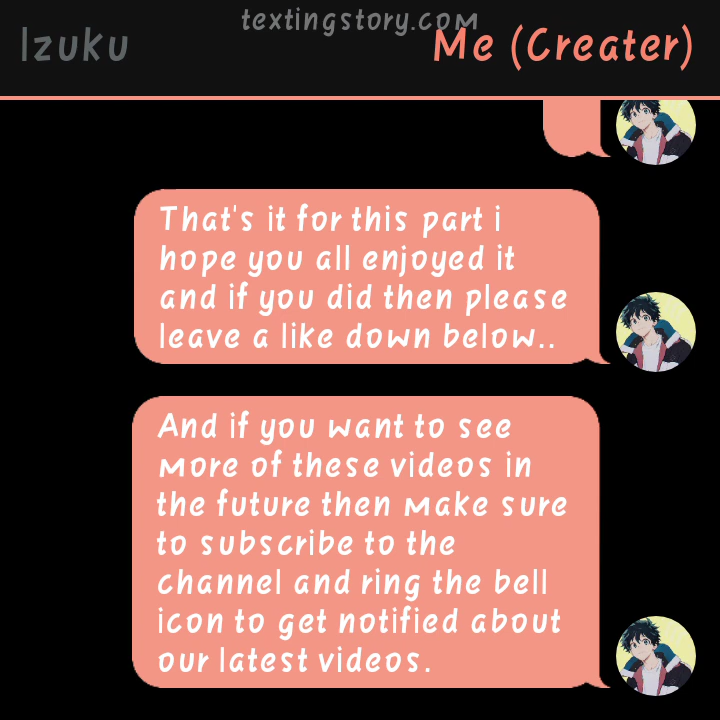 textingstory.com
Izuku
Me (Creater)
That's it for this part i
hope you all enjoyed it
and if you did then please
leave a like down below..
And if you want to see
more of these videos in
the future then make sure
to subscribe to the
channel and ring the bell
icon to get notified about
our latest videos.